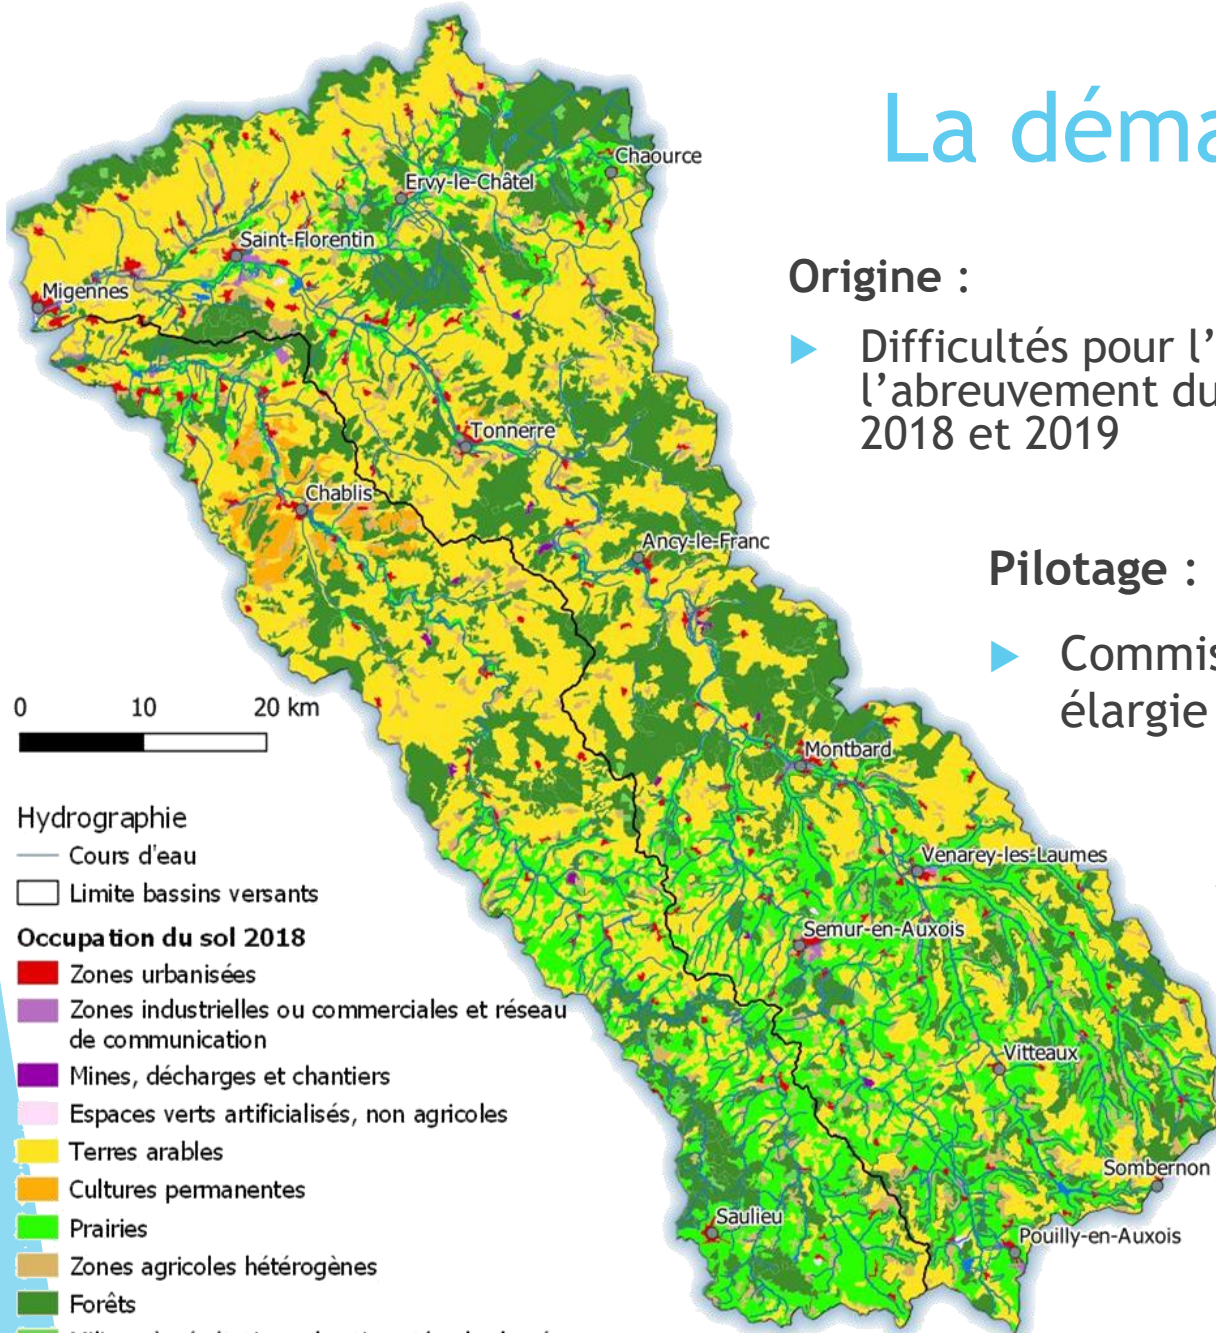 La déma
Origine :
Difficultés pour l'
l'abreuvement du
2018 et 2019
Pilotage :
Commis
élargie
Chaource
Ervy-le-Châtel
Saint-Florentin
Migennes
Tonnerre
Chablis
Ancy-le-Franc
Montbard
Venarey-les-Laumes
Semur-en-Auxois
Vitteaux
Sombernon
Saulieu
Pouilly-en-Auxois
0 10 20 km
Hydrographie
Cours d'eau
Limite bassins versants
Occupation du sol 2018
Zones urbanisées
Zones industrielles ou commerciales et réseau
de communication
Mines, décharges et chantiers
Espaces verts artificialisés, non agricoles
Terres arables
Cultures permanentes
Prairies
Zones agricoles hétérogènes
Forêts